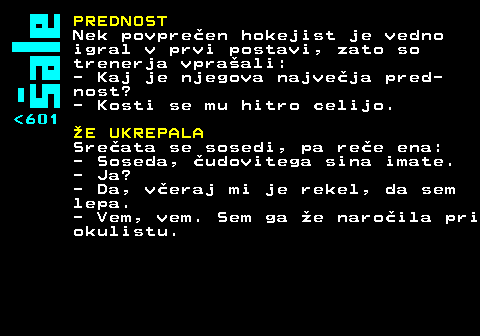 Šale
<601
PREDNOST
Nek povprečen hokejist je vedno
igral v prvi postavi, zato so
trenerja vprašali:
- Kaj je njegova največja pred-
nost?
- Kosti se mu hitro celijo.
ŽE UKREPALA
Srečata se sosedi, pa reče ena:
- Soseda, čudovitega sina imate.
- Ja?
- Da, včeraj mi je rekel, da sem
lepa.
- Vem, vem. Sem ga že naročila pri
okulistu.